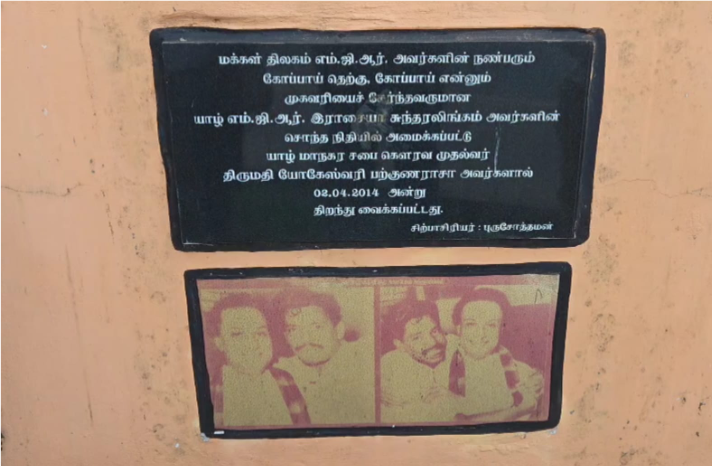 மக்கள் திலகம் எம்.ஜி.ஆர். அவர்களின் நண்பரும்
கோப்பாய் தெற்கு, கோப்பாய் என்னும்
முகவரியைச் சேர்ந்தவருமான
யாழ் எம்.ஜி.ஆர். இராசையா சுந்தரலிங்கம் அவர்களின்
சொந்த நிதியில் அமைக்கப்பட்டு
யாழ் மாநகர சபை கௌரவ முதல்வர்
திருமதி யோகேஸ்வரி பற்குணராசா அவர்களால்
02.04.2014 அன்று
திறந்து வைக்கப்பட்டது.
சிற்பாசிரியர் : புருசோத்தமன்